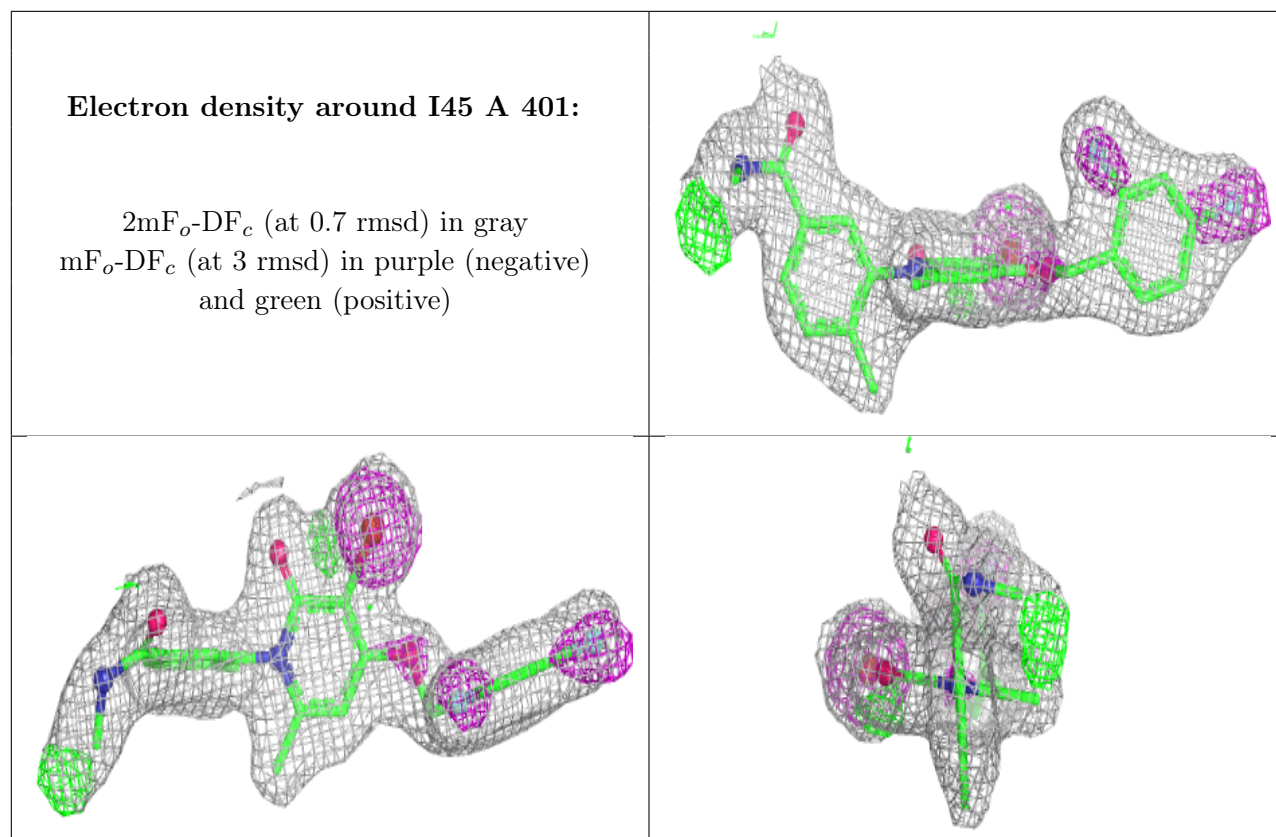 Electron density around I45 A 401:
2mFₒ-DF𝒸 (at 0.7 rmsd) in gray
mFₒ-DF𝒸 (at 3 rmsd) in purple (negative)
and green (positive)